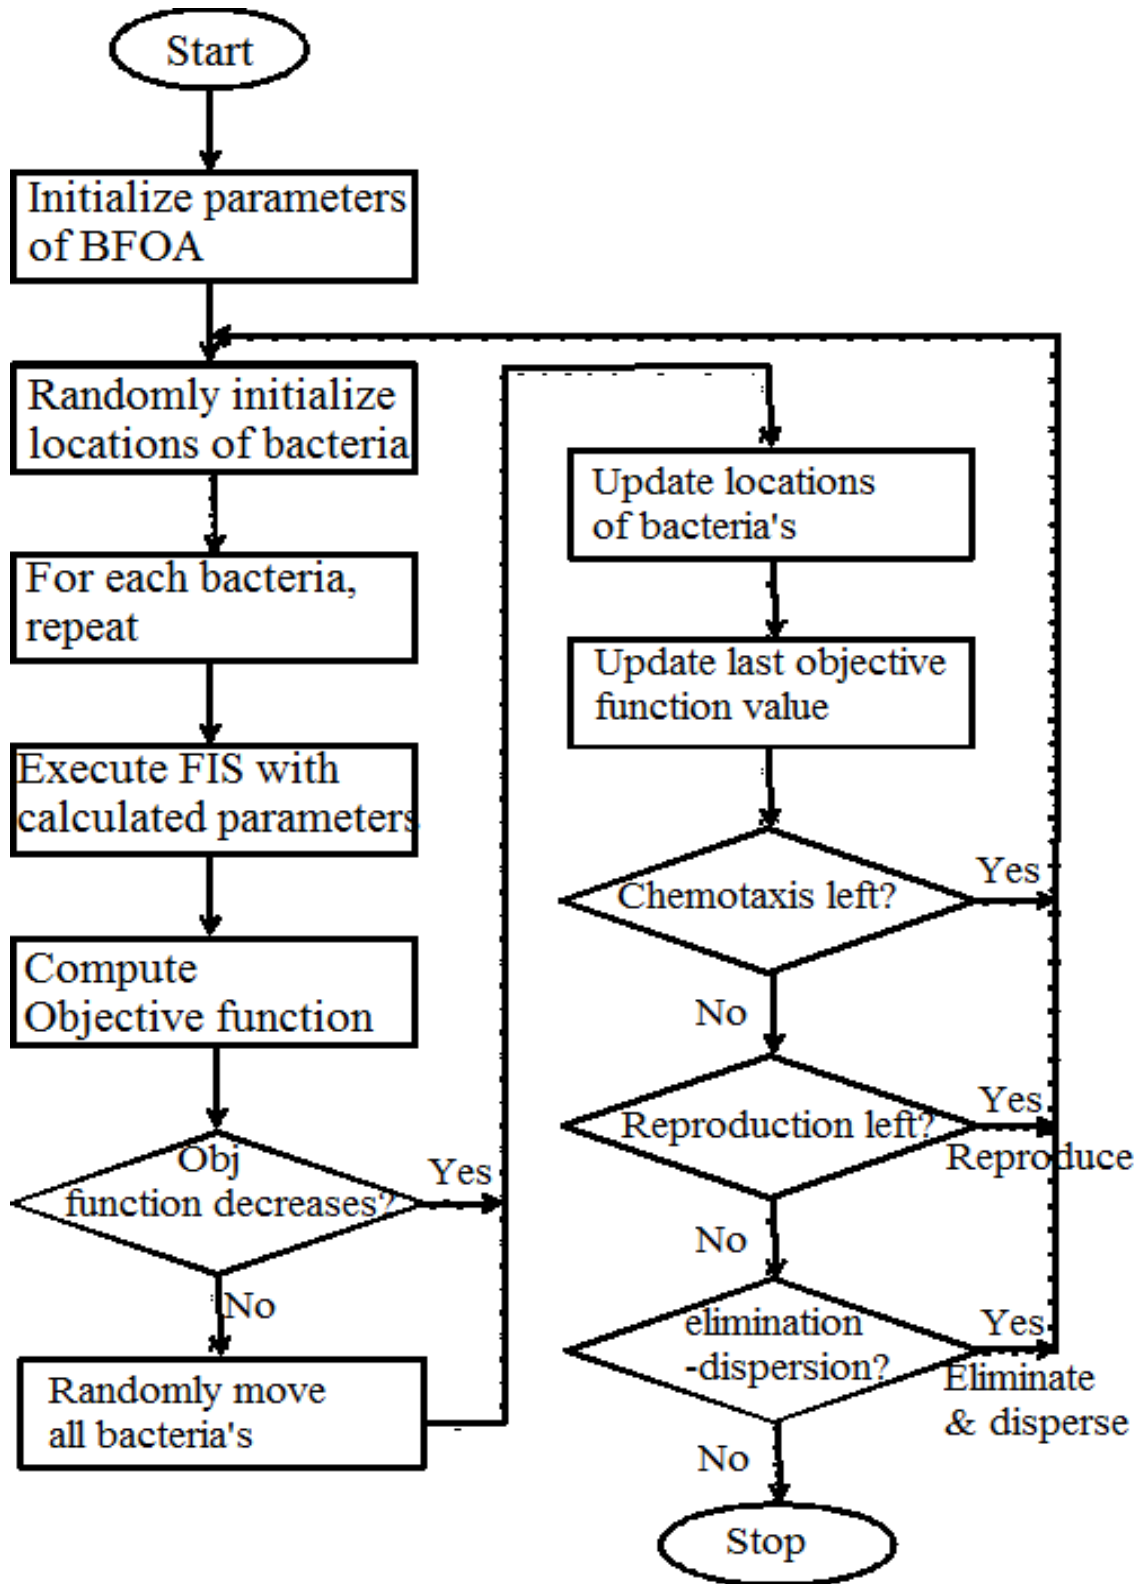 Start
Initialize parameters
of BFOA
Randomly initialize
locations of bacteria
For each bacteria,
repeat
Execute FIS with
calculated parameters
Compute
Objective function
Obj
function decreases?
Yes
No
Randomly move
all bacteria's
Update locations
of bacteria's
Update last objective
function value
Chemotaxis left?
Yes
No
Reproduction left?
Yes
Reproduce
No
elimination
-dispersion?
Yes
Eliminate
& disperse
No
Stop